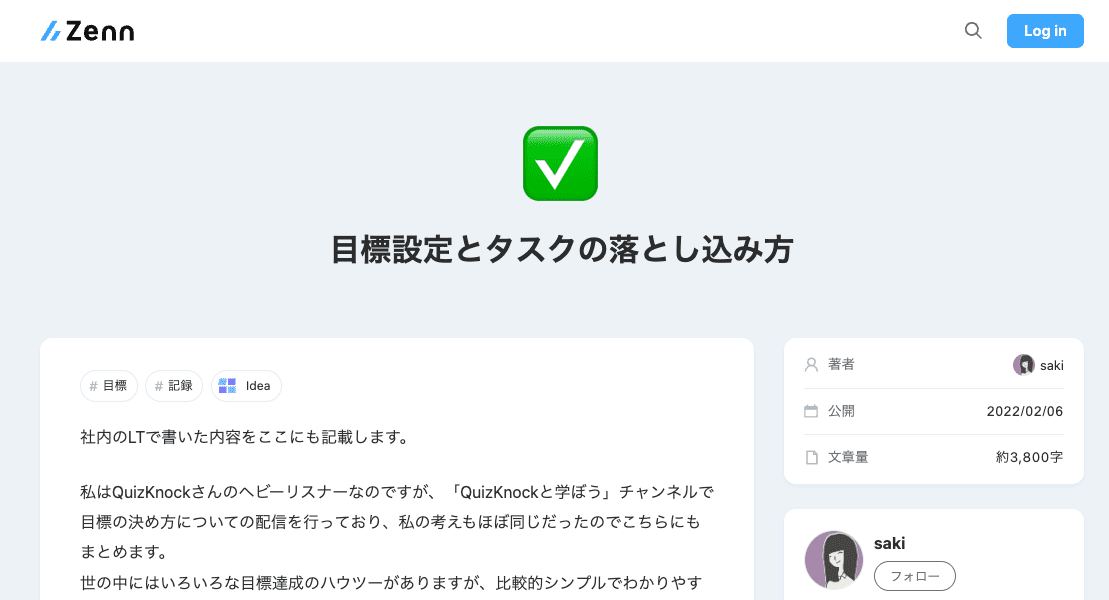 Zenn
Log in
目標設定とタスクの落とし込み方
# 目標
# 記録
Idea
社内のLTで書いた内容をここにも記載します。
私はQuizKnockさんのヘビーリスナーなのですが、「QuizKnockと学ぼう」チャンネルで
目標の決め方についての配信を行っており、私の考えもほぼ同じだったのでこちらにも
まとめます。
世の中にはいろいろな目標達成のハウツーがありますが、比較的シンプルでわかりやす
著者
saki
公開
2022/02/06
文章量
約3,800字
saki
フォロー